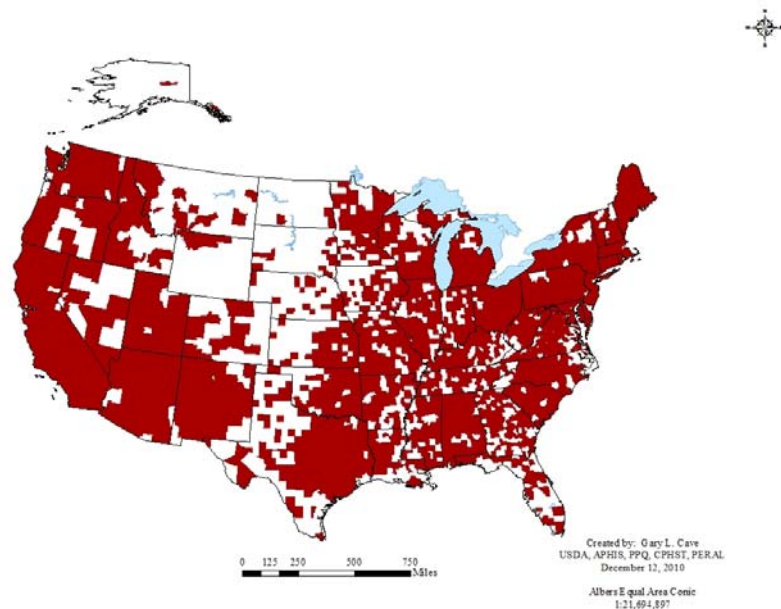 0 125 250 500 750
Miles
Created by: Gary L. Cave
USDA, APHIS, PPQ, CPHST, PERAL
December 12, 2010
Albers Equal Area Conic
1:21,694,897